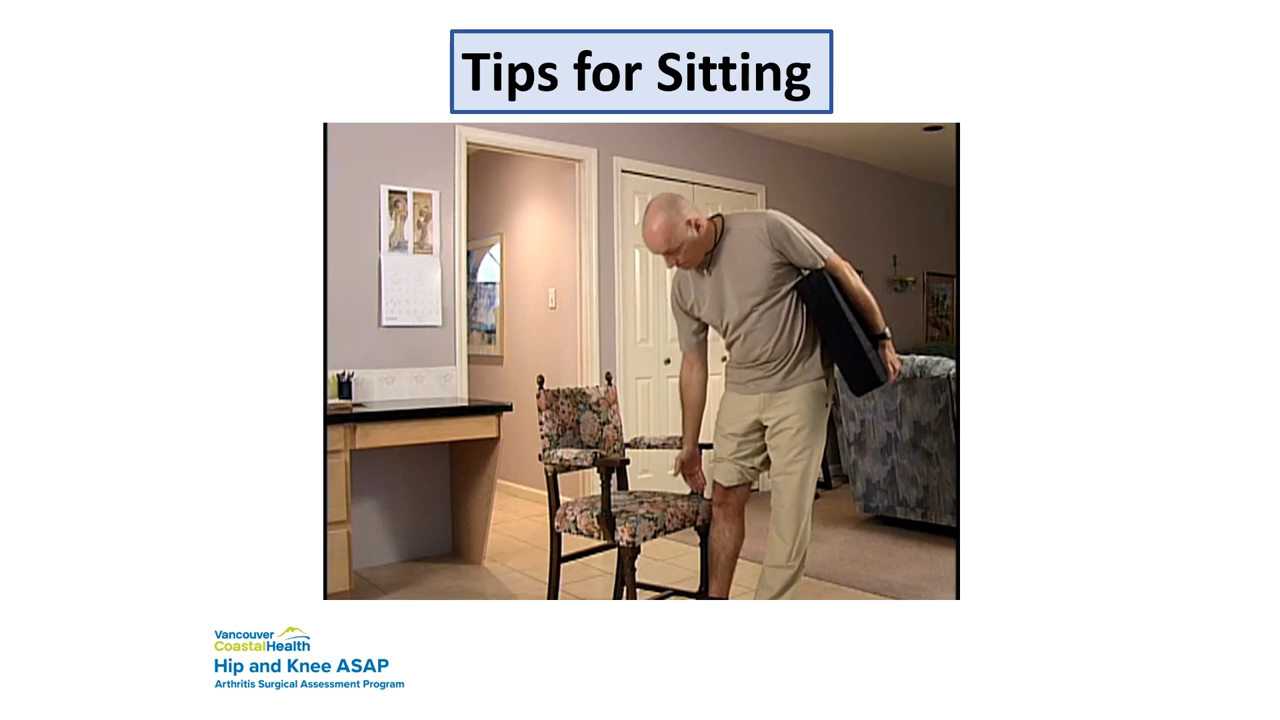 Tips for Sitting
Vancouver
CoastalHealth
Hip and Knee ASAP
Arthritis Surgical Assessment Program